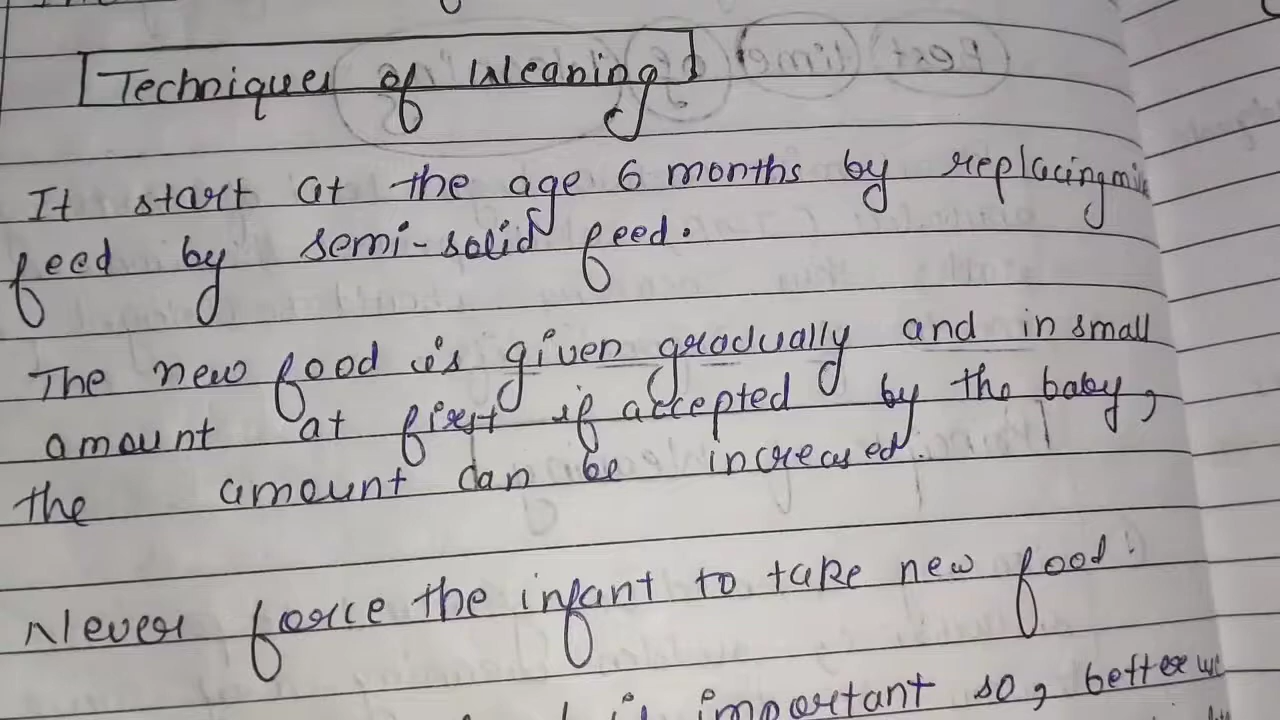 Techniques of Weaning
It start at the age 6 months by replacing
feed by semi-solid feed.
The new food is given gradually and in small
amount at first if accepted by the baby,
the amount can be increased.
Never force the infant to take new food.
is important so, better